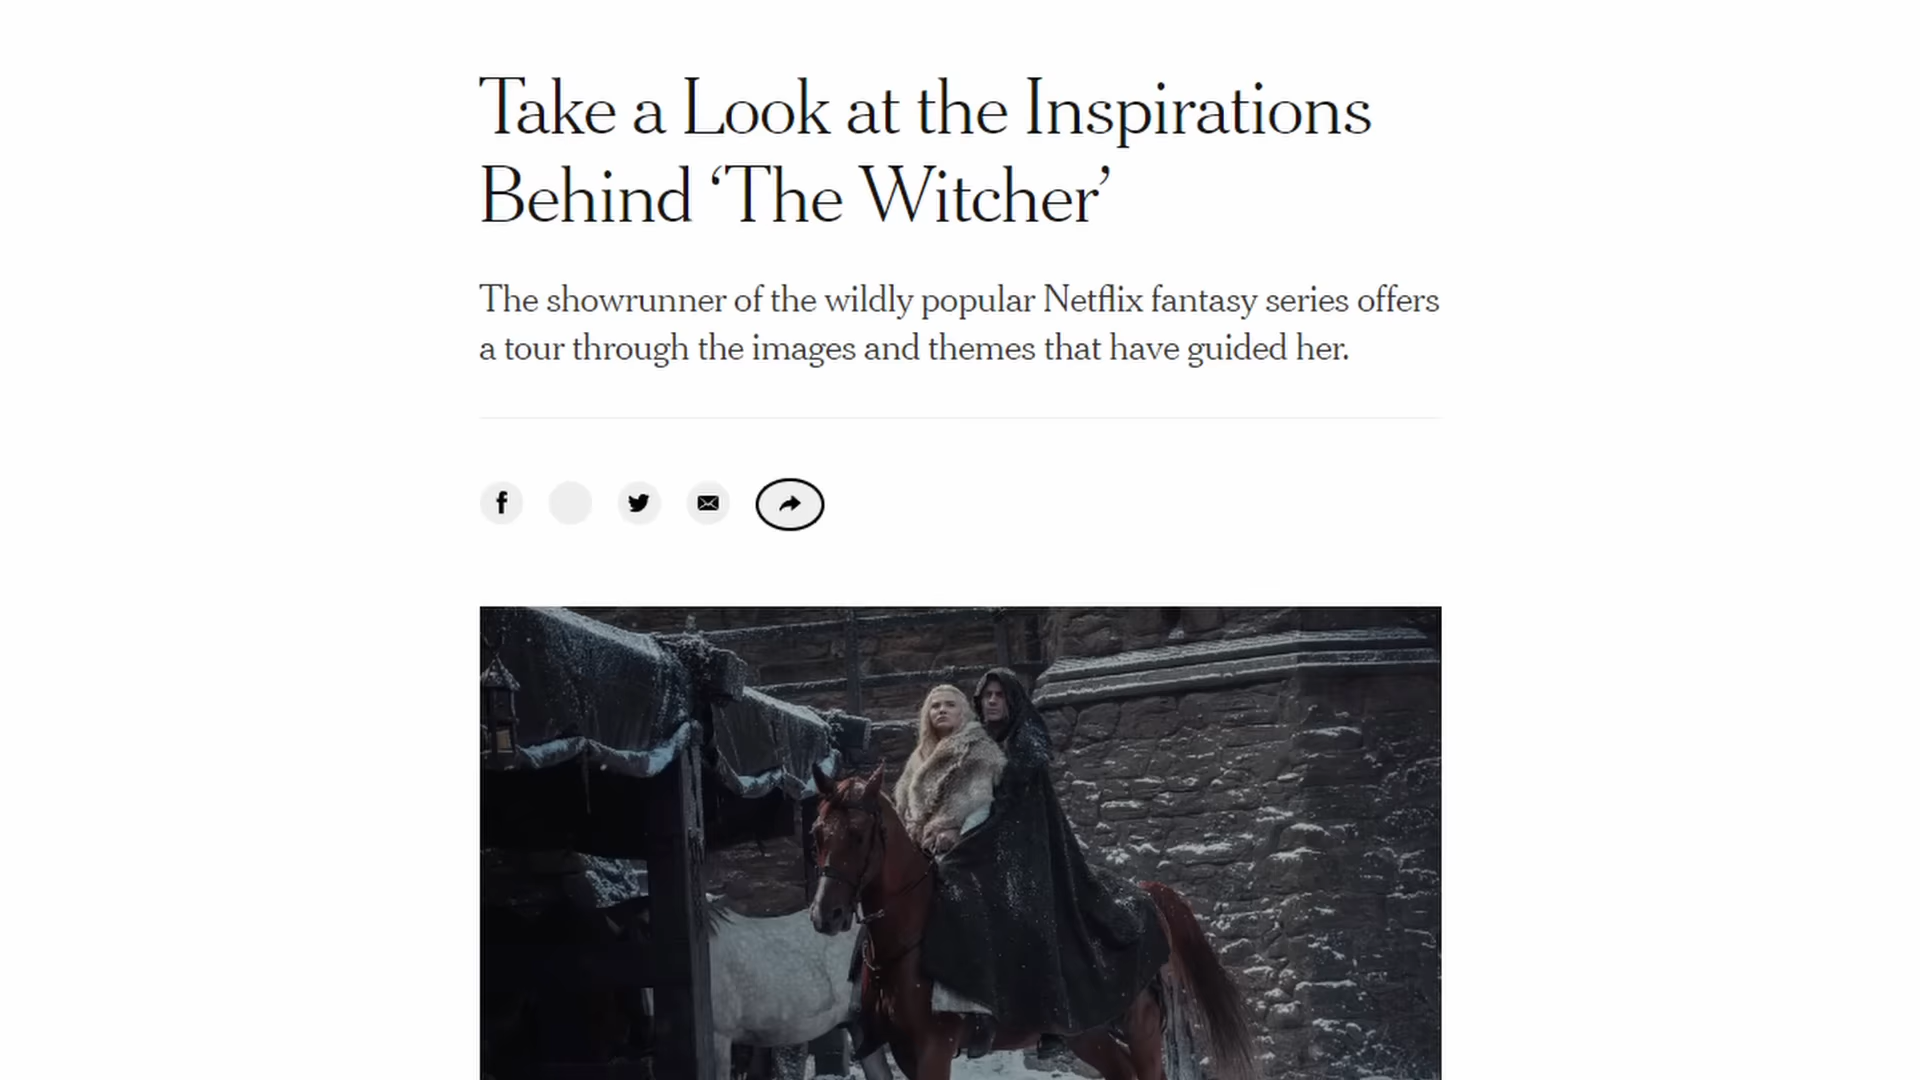 Take a Look at the Inspirations
Behind ‘The Witcher’
The showrunner of the wildly popular Netflix fantasy series offers
a tour through the images and themes that have guided her.